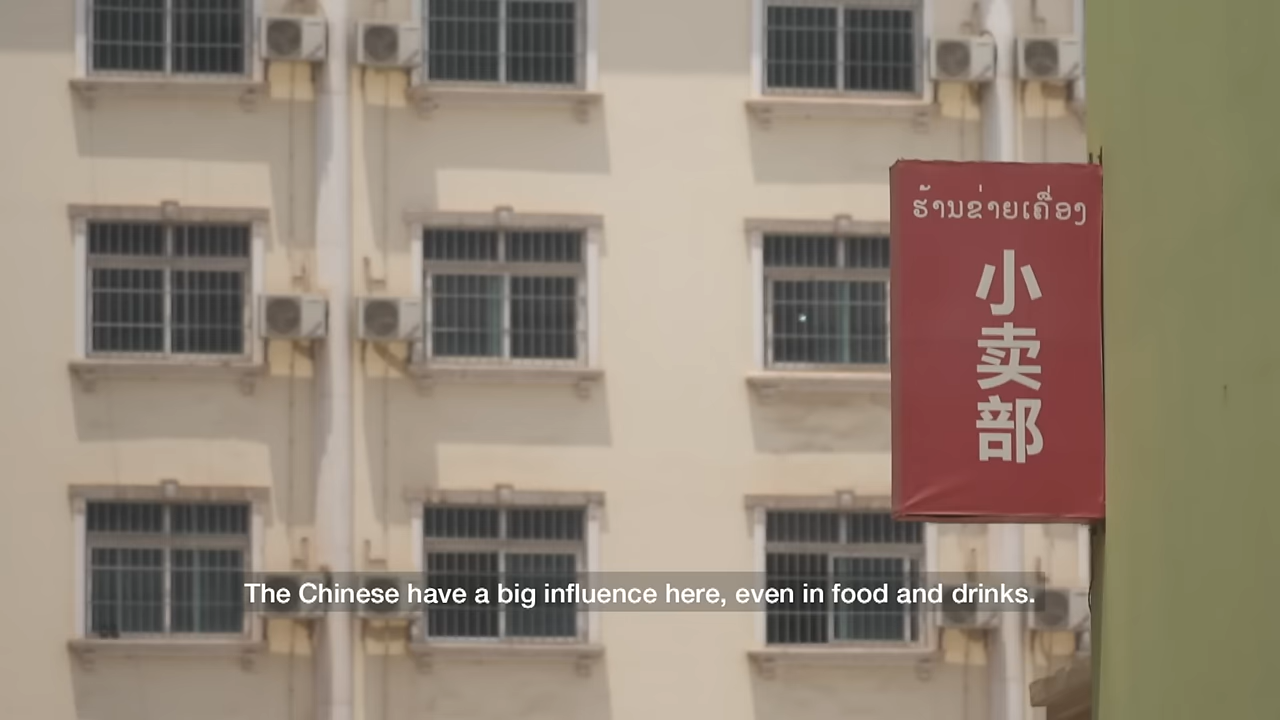 ຮ້ານຂ່າຍເຄື່ອງ
小
卖
部
The Chinese have a big influence here, even in food and drinks.